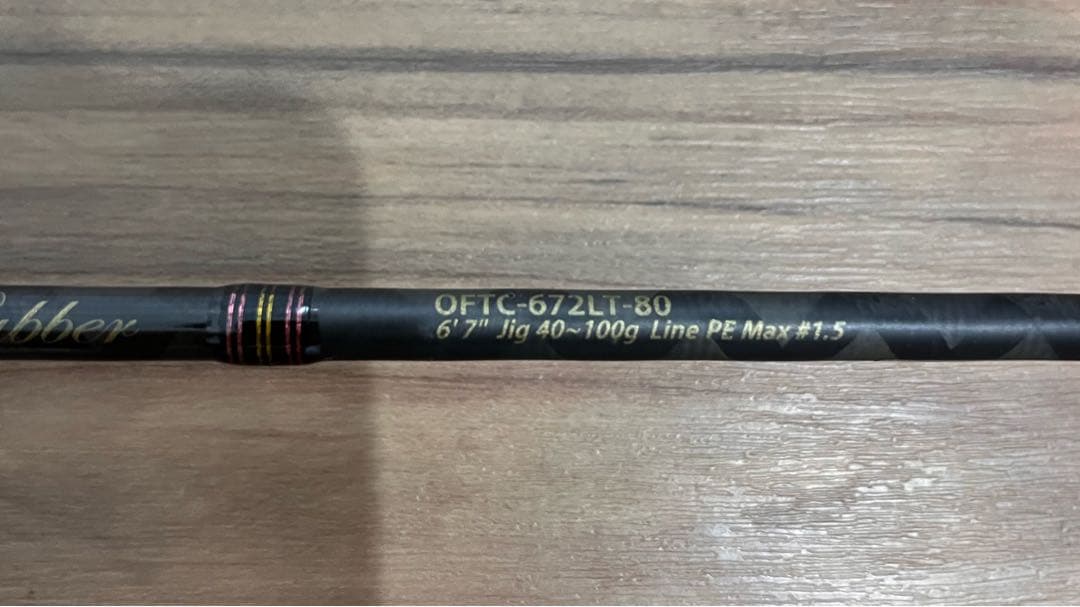 OFTC-672LT-80
6' 7" Jig 40~100g Line PE Max #1.5